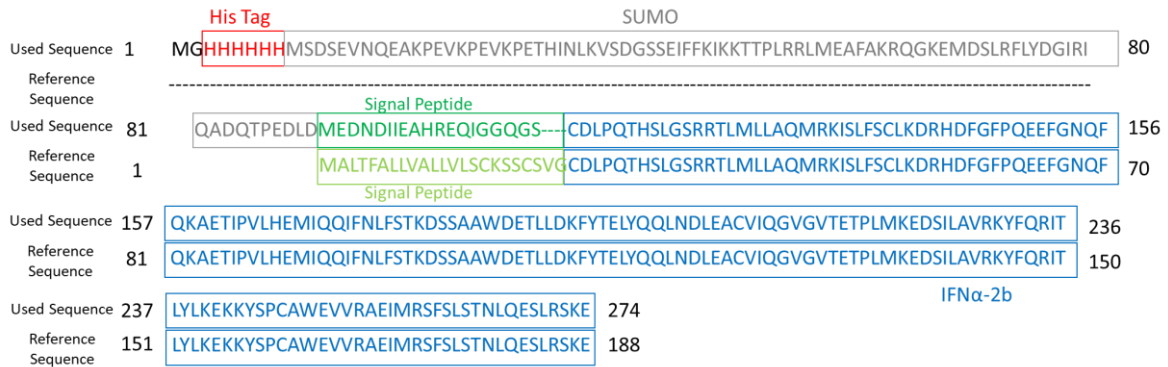 His Tag SUMO
Used Sequence 1 MGHHHHHHMSDSEVNQEAKPEVKPEVKPETHINLKVSDGSSEIFFKIKKTTPLRRLMEAFAKRQGKEMDSLRFLYDGIRI 80
Reference
Sequence --------------------------------------------------------------------------------
Signal Peptide
Used Sequence 81 QADQTPEDLDMEDNDIIEAHREQIGGQGS----CDLPQTHSLGSRRTLMLLAQMRKISLFSCLKDRHDFGFPQEEFGNQF 156
Reference
Sequence 1 MALTFALLVALLVLSCKSSCSVGCDLPQTHSLGSRRTLMLLAQMRKISLFSCLKDRHDFGFPQEEFGNQF 70
Signal Peptide
Used Sequence 157 QKAETIPVLHEMIQQIFNLFSTKDSSAAWDETLLDKFYTELYQQLNDLEACVIQGVGVTETPLMKEDSILAVRKYFQRIT 236
Reference
Sequence 81 QKAETIPVLHEMIQQIFNLFSTKDSSAAWDETLLDKFYTELYQQLNDLEACVIQGVGVTETPLMKEDSILAVRKYFQRIT 150
IFNα-2b
Used Sequence 237 LYLKEKKYSPCAWEVVRAEIMRSFSLSTNLQESLRSKE 274
Reference
Sequence 151 LYLKEKKYSPCAWEVVRAEIMRSFSLSTNLQESLRSKE 188